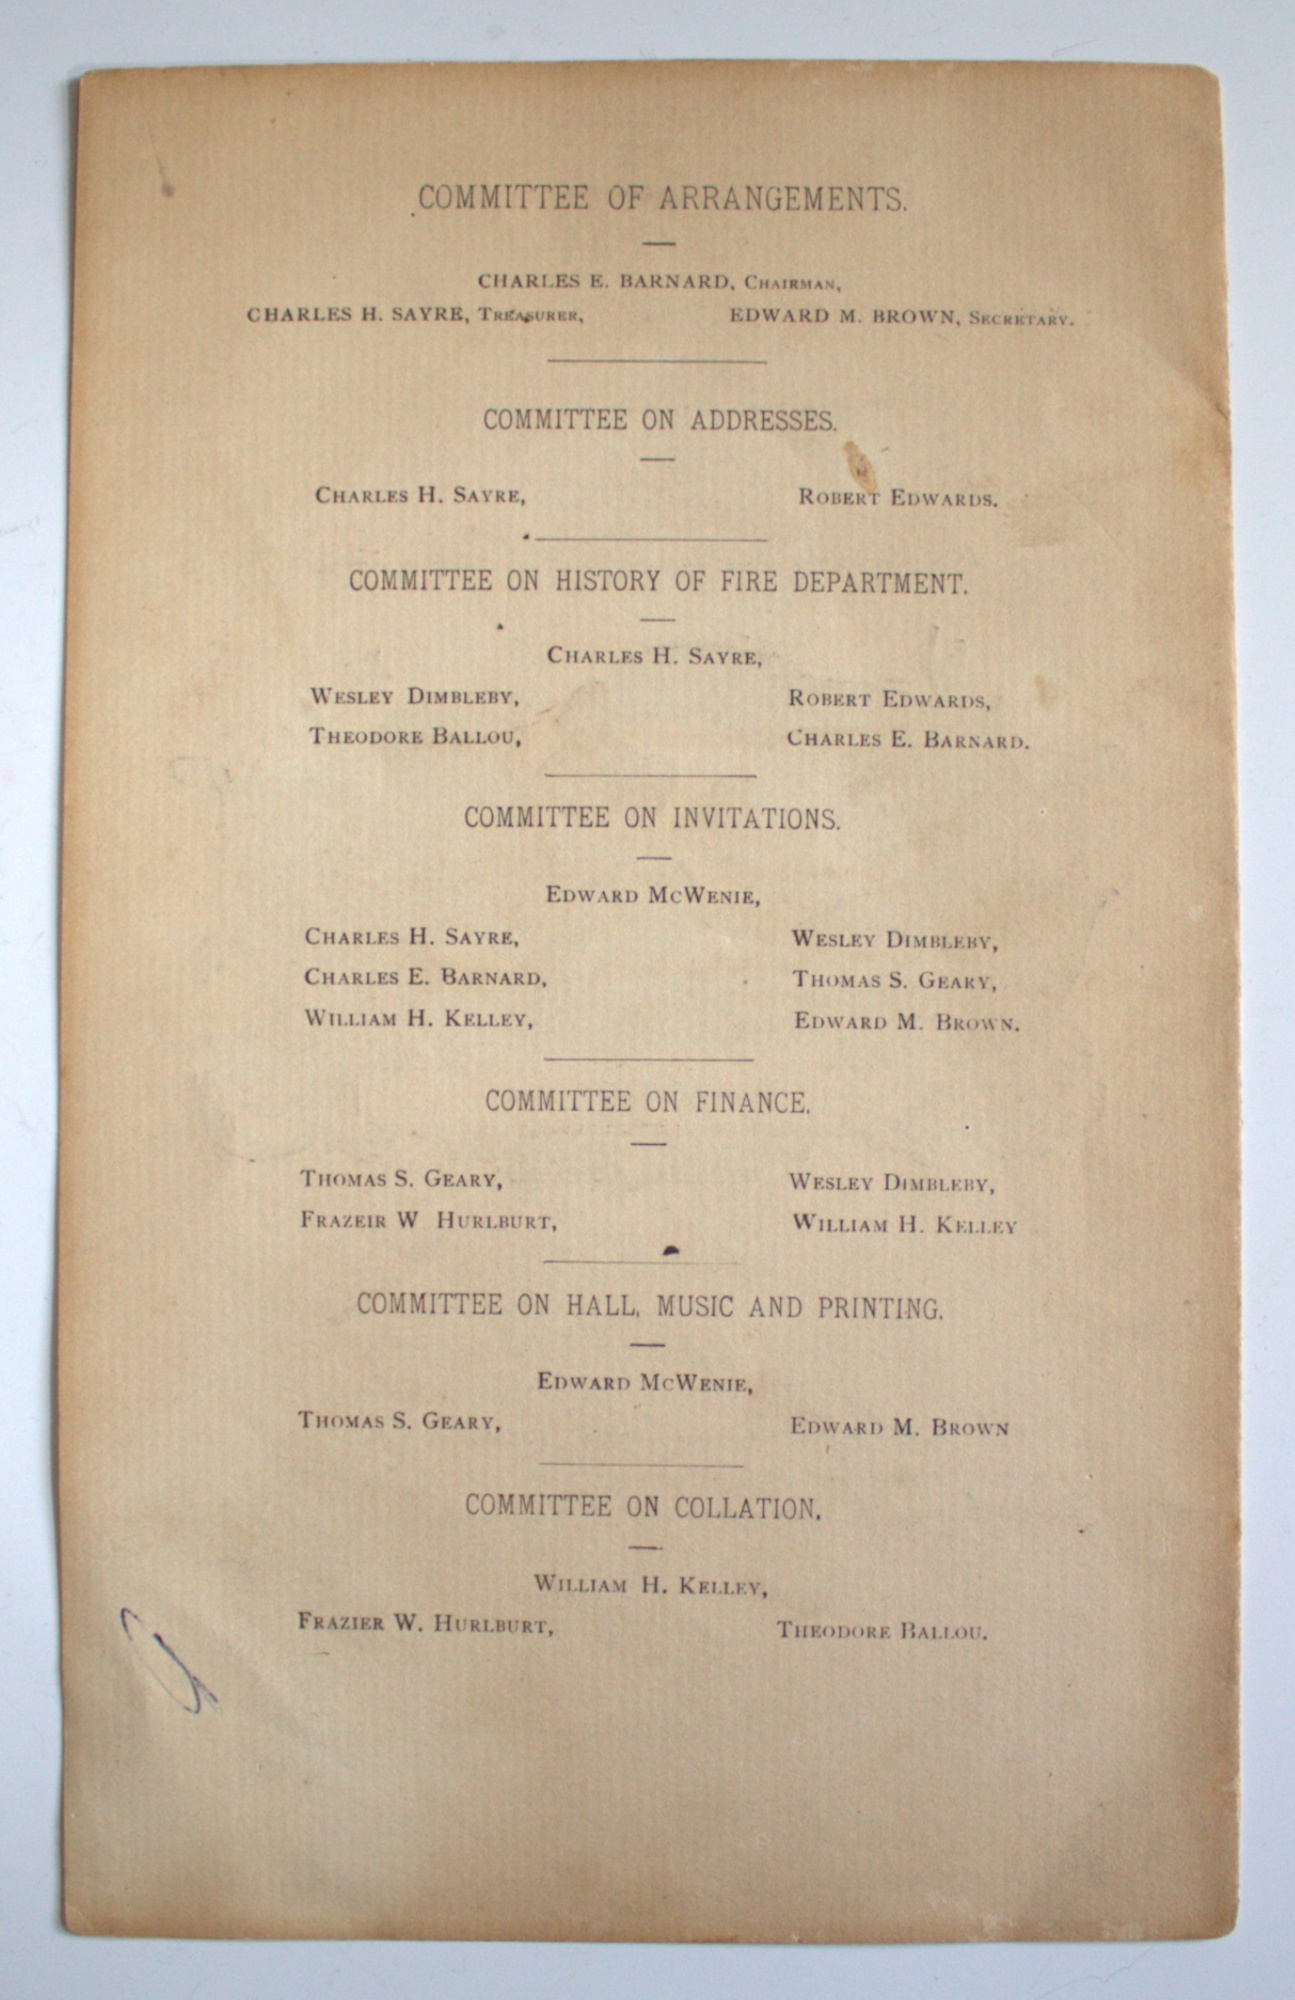 COMMITTEE OF ARRANGEMENTS.
CHARLES E. BARNARD, CHAIRMAN,
CHARLES H. SAYRE, TREASURER, EDWARD M. BROWN, SECRETARY.
COMMITTEE ON ADDRESSES.
CHARLES H. SAYRE, ROBERT EDWARDS.
COMMITTEE ON HISTORY OF FIRE DEPARTMENT.
CHARLES H. SAYRE,
WESLEY DIMBLEBY, ROBERT EDWARDS,
THEODORE BALLOU, CHARLES E. BARNARD.
COMMITTEE ON INVITATIONS.
EDWARD MCWENIE,
CHARLES H. SAYRE, WESLEY DIMBLEBY,
CHARLES E. BARNARD, THOMAS S. GEARY,
WILLIAM H. KELLEY, EDWARD M. BROWN.
COMMITTEE ON FINANCE.
THOMAS S. GEARY, WESLEY DIMBLEBY,
FRAZEIR W HURLBURT, WILLIAM H. KELLEY
COMMITTEE ON HALL, MUSIC AND PRINTING.
EDWARD MCWENIE,
THOMAS S. GEARY, EDWARD M. BROWN
COMMITTEE ON COLLATION.
WILLIAM H. KELLEY,
FRAZIER W. HURLBURT, THEODORE BALLOU.